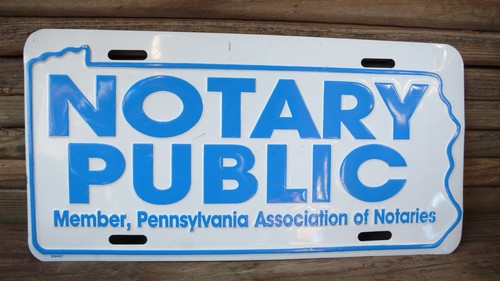 NOTARY
PUBLIC
Member, Pennsylvania Association of Notaries